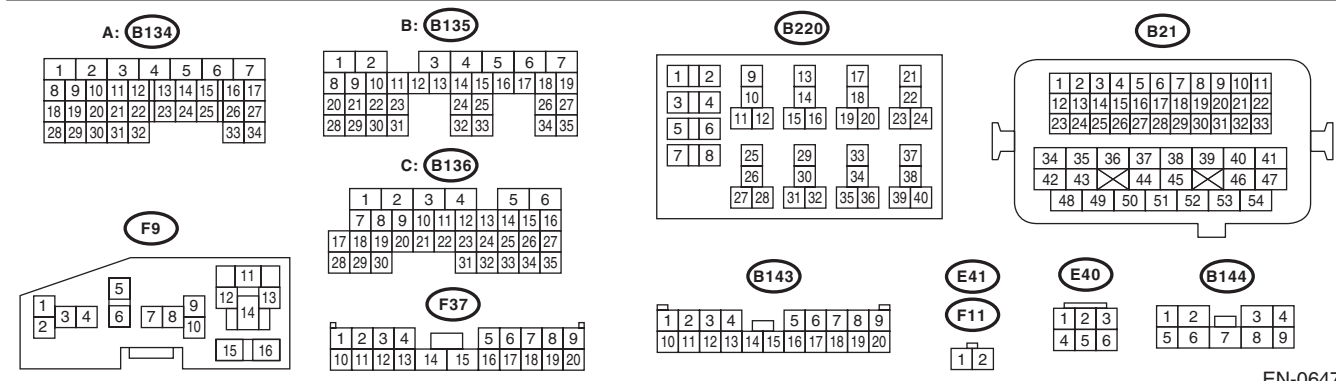 A: B134
1 2 3 4 5 6 7
8 9 10 11 12 13 14 15 16 17
18 19 20 21 22 23 24 25 26 27
28 29 30 31 32 33 34
B: B135
1 2 3 4 5 6 7
8 9 10 11 12 13 14 15 16 17 18 19
20 21 22 23 24 25 26 27
28 29 30 31 32 33 34 35
C: B136
1 2 3 4 5 6
7 8 9 10 11 12 13 14 15 16
17 18 19 20 21 22 23 24 25 26 27
28 29 30 31 32 33 34 35
F9
1 2 3 4 5 6 7 8 9 10 11 12 13 14 15 16
F37
1 2 3 4 5 6 7 8 9
10 11 12 13 14 15 16 17 18 19 20
B220
1 2 9 13 17 21
3 4 10 14 18 22
11 12 15 16 19 20 23 24
5 6
7 8 25 29 33 37
26 30 34 38
27 28 31 32 35 36 39 40
B21
1 2 3 4 5 6 7 8 9 10 11
12 13 14 15 16 17 18 19 20 21 22
23 24 25 26 27 28 29 30 31 32 33
34 35 36 37 38 39 40 41
42 43 44 45 46 47
48 49 50 51 52 53 54
B143
1 2 3 4 5 6 7 8 9
10 11 12 13 14 15 16 17 18 19 20
E41
F11
1 2
E40
1 2 3
4 5 6
B144
1 2 3 4
5 6 7 8 9